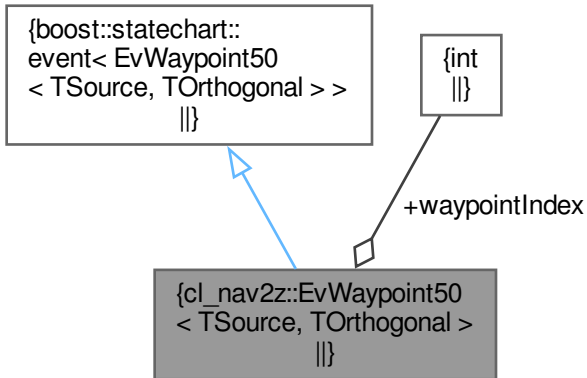 {boost::statechart::
event< EvWaypoint50
< TSource, TOrthogonal > >
||}
{int
||}
+waypointIndex
{cl_nav2z::EvWaypoint50
< TSource, TOrthogonal >
||}